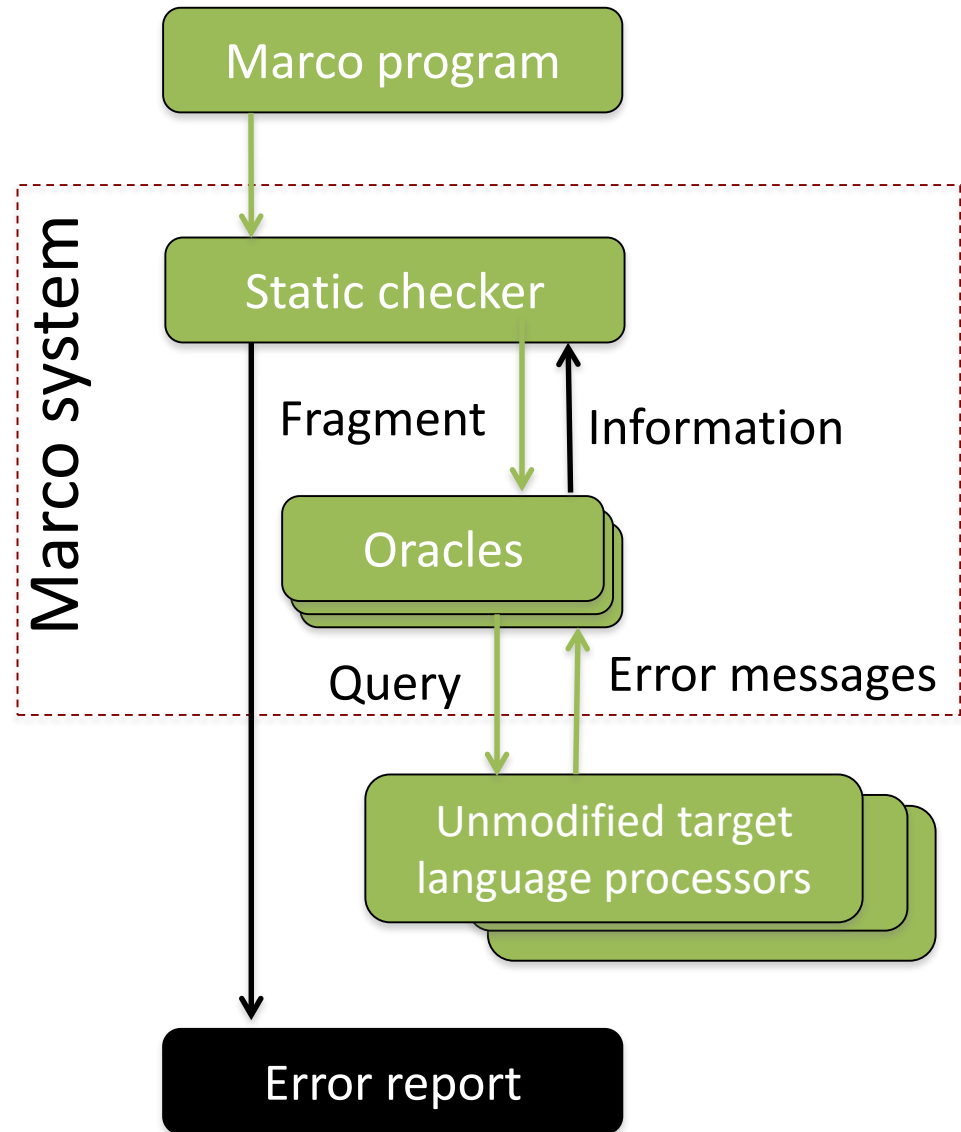 Marco program
Marco system
Static checker
Fragment
Information
Oracles
Query
Error messages
Unmodified target
language processors
Error report